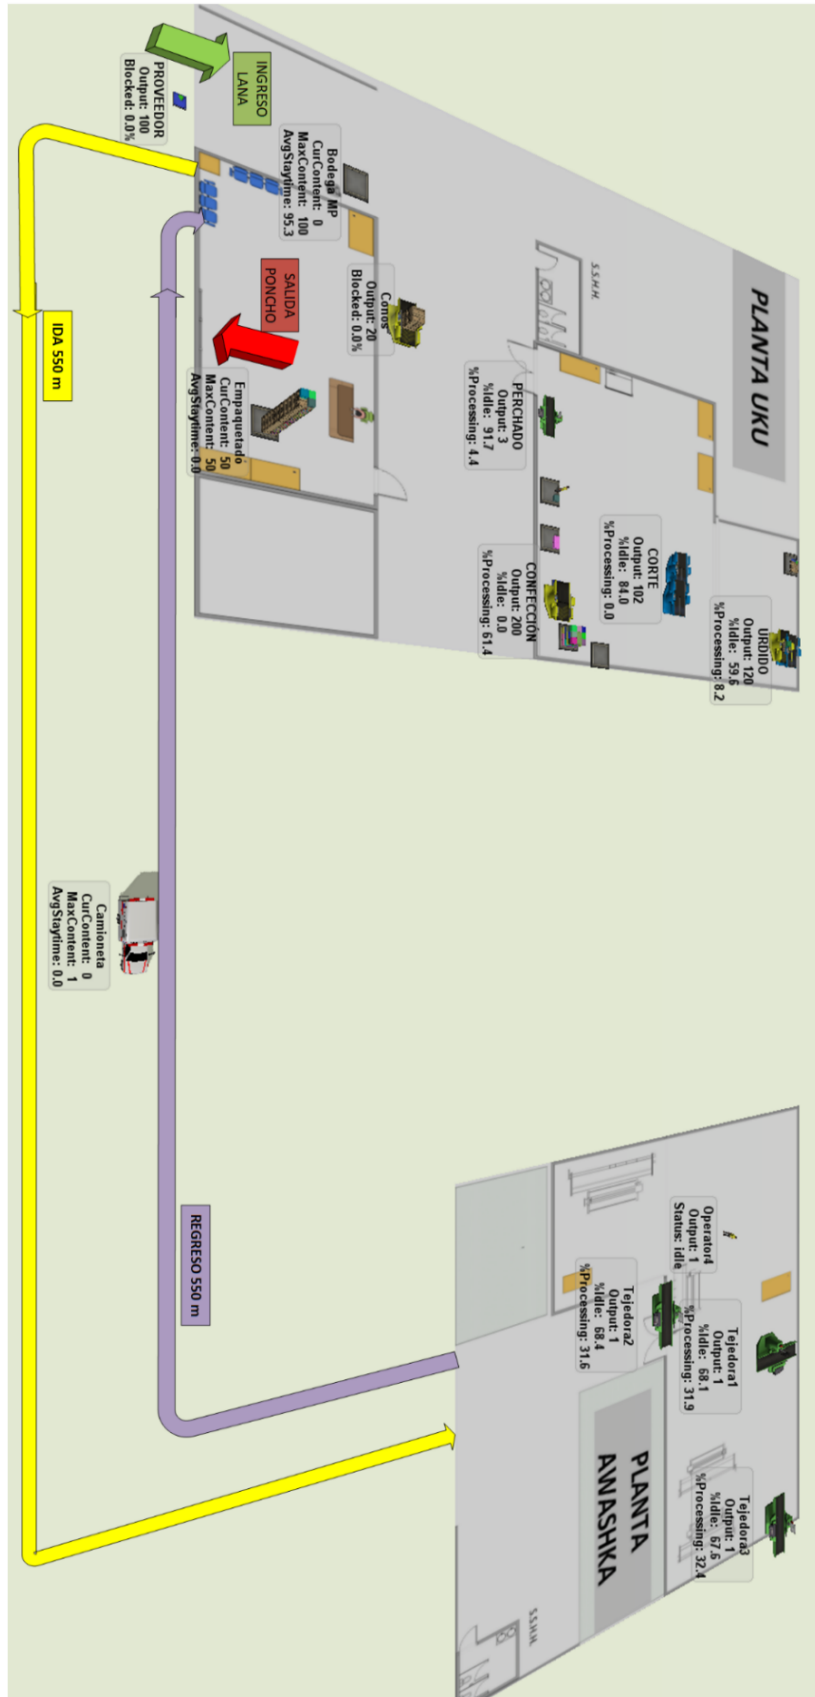 PLANTA UKU
S.S.H.H.
INGRESO
LANA
PROVEEDOR
Output: 100
Blocked: 0.0%
Bodega MP
CurContent: 0
MaxContent: 100
AvgStaytime: 95.3
Conos
Output: 20
Blocked: 0.0%
SALIDA
PONCHO
Empaquetado
CurContent: 50
MaxContent: 50
AvgStaytime: 0.0
PERCHADO
Output: 3
%Idle: 91.7
%Processing: 4.4
CORTE
Output: 102
%Idle: 84.0
%Processing: 0.0
CONFECCIÓN
Output: 200
%Idle: 0.0
%Processing: 61.4
URDIDO
Output: 120
%Idle: 59.6
%Processing: 8.2
IDA 550 m
Camioneta
CurContent: 0
MaxContent: 1
AvgStaytime: 0.0
REGRESO 550 m
Operator4
Output: 1
Status: idle
Tejedora2
Output: 1
%Idle: 68.4
%Processing: 31.6
Tejedora1
Output: 1
%Idle: 68.1
%Processing: 31.9
Tejedora3
Output: 1
%Idle: 67.6
%Processing: 32.4
PLANTA
AWASHKA
S.S.H.H.